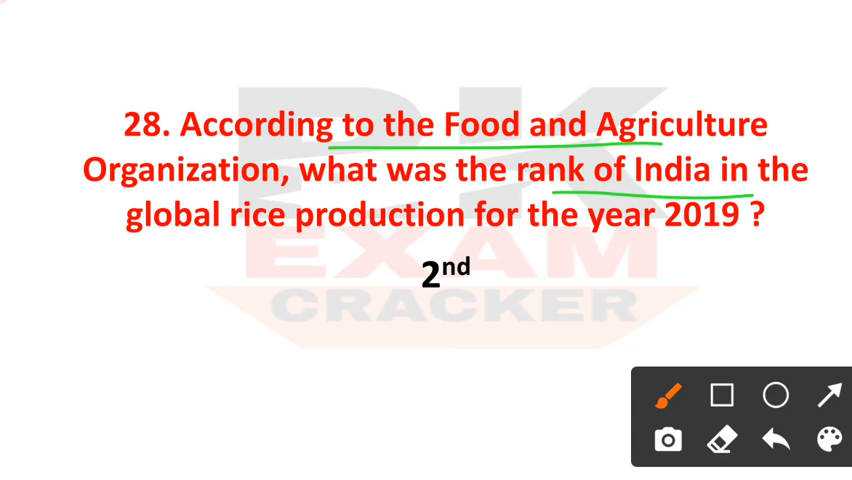 28. According to the Food and Agriculture
Organization, what was the rank of India in the
global rice production for the year 2019 ?
2nd
PK
EXAM
CRACKER